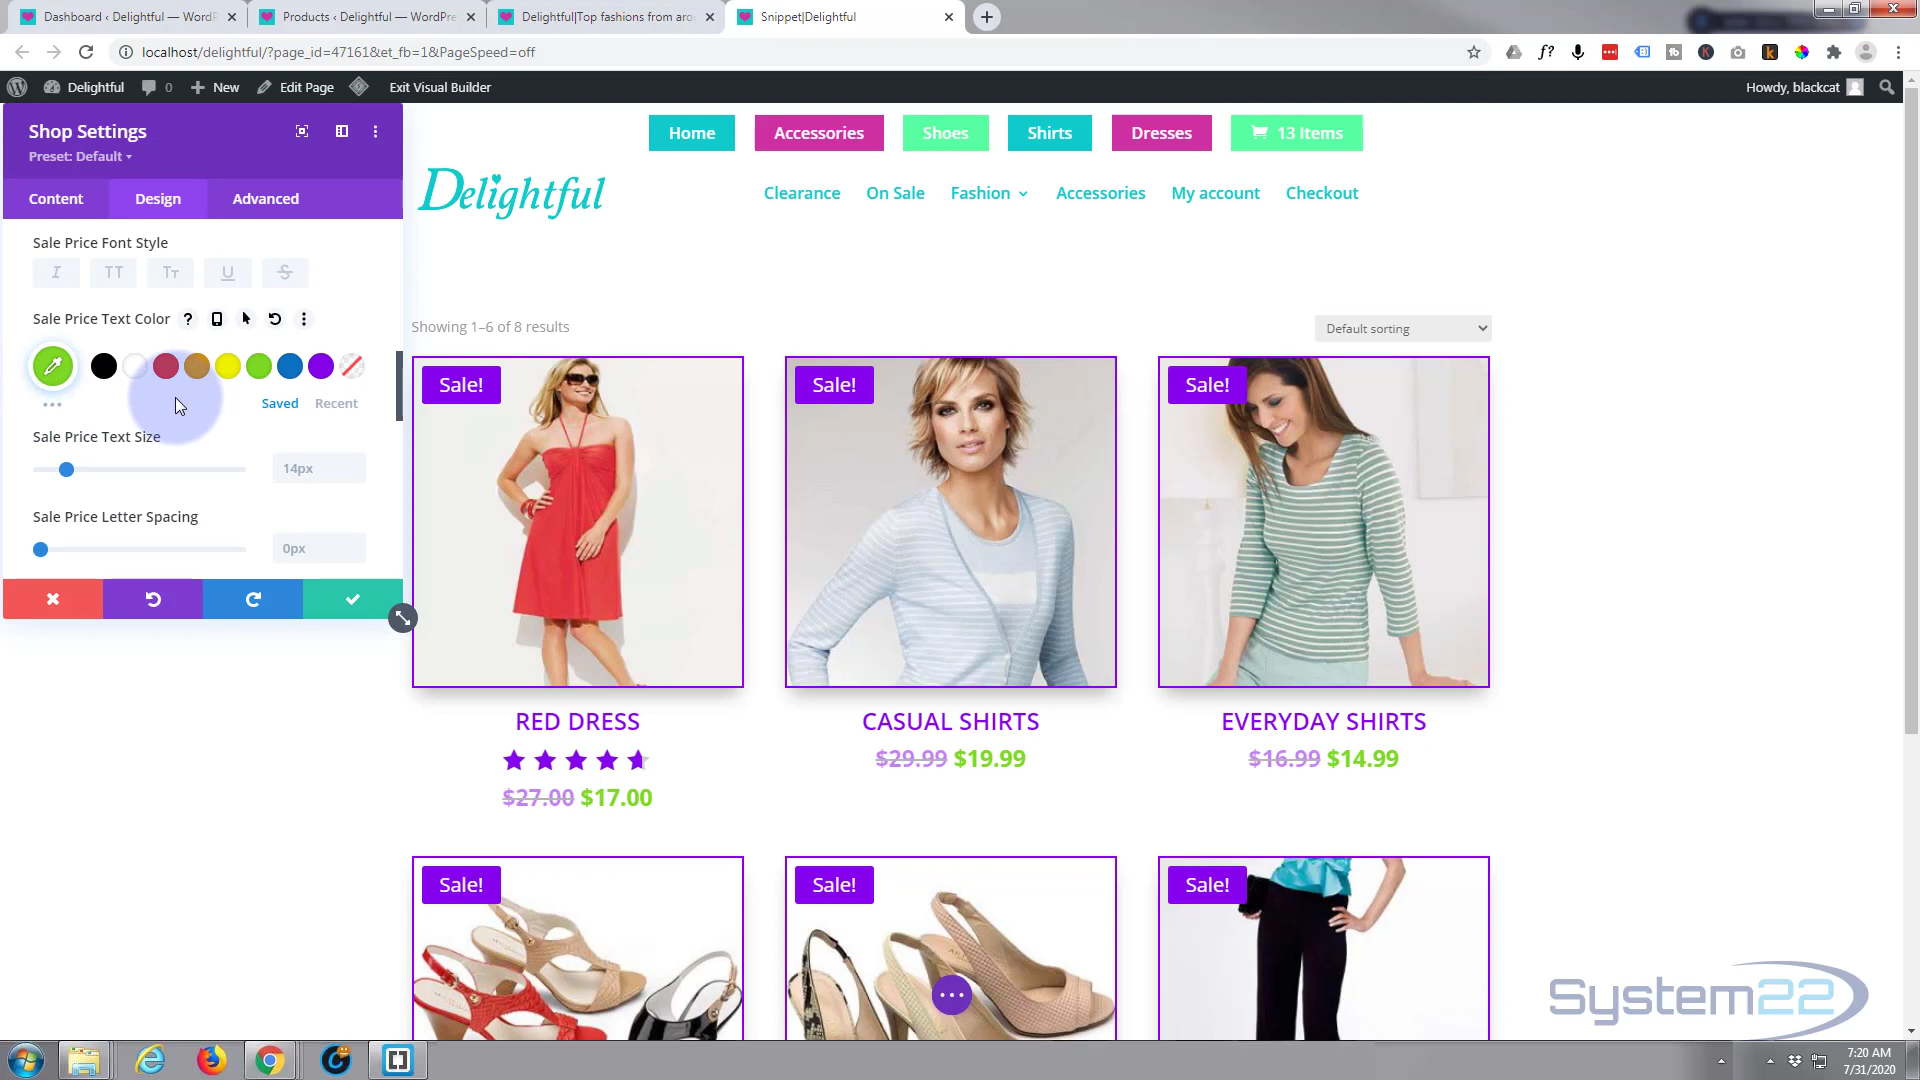 Dashboard ‹ Delightful — WordP
Products ‹ Delightful — WordPre
Delightful|Top fashions from aro
Snippet|Delightful
localhost/delightful/?page_id=47161&et_fb=1&PageSpeed=off
Delightful
0
New
Edit Page
Exit Visual Builder
Howdy, blackcat
Shop Settings
Preset: Default
Content
Design
Advanced
Sale Price Font Style
I
TT
Tт
U
S
Sale Price Text Color
?
Saved
Recent
Sale Price Text Size
14px
Sale Price Letter Spacing
0px
Home
Accessories
Shoes
Shirts
Dresses
13 Items
Delightful
Clearance
On Sale
Fashion
Accessories
My account
Checkout
Showing 1–6 of 8 results
Default sorting
Sale!
Sale!
Sale!
RED DRESS
$27.00 $17.00
CASUAL SHIRTS
$29.99 $19.99
EVERYDAY SHIRTS
$16.99 $14.99
Sale!
Sale!
Sale!
System22
7:20 AM
7/31/2020